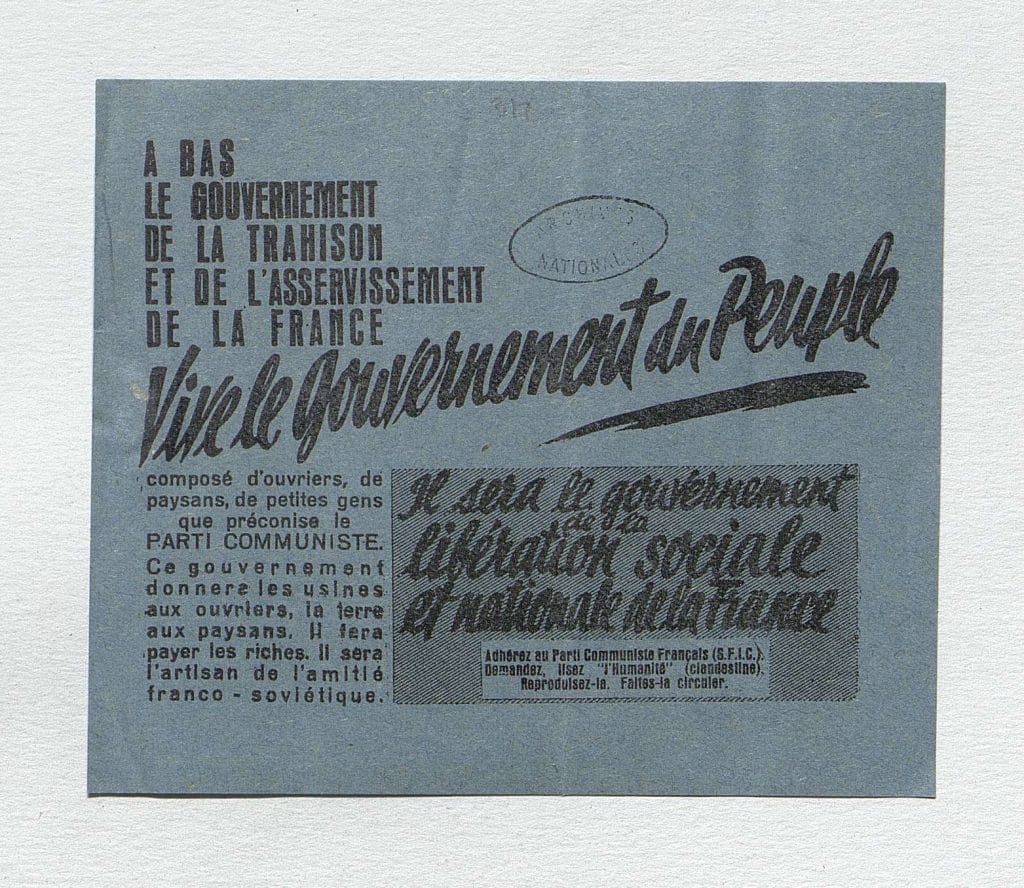 317
A BAS
LE GOUVERNEMENT
DE LA TRAHISON
ET DE L'ASSERVISSEMENT
DE LA FRANCE
ARCHIVES
NATIONALES
Vive le Gouvernement du Peuple
composé d'ouvriers, de
paysans, de petites gens
que préconise le
PARTI COMMUNISTE.
Ce gouvernement
donnera les usines
aux ouvriers, la terre
aux paysans. Il fera
payer les riches. Il sera
l'artisan de l'amitié
franco - soviétique.
Il sera le gouvernement
de la
libération sociale
et nationale de la France
Adhérez au Parti Communiste Français (S.F.I.C.).
Demandez, lisez "l'Humanité" (clandestine),
Reproduisez-la. Faites-la circuler.